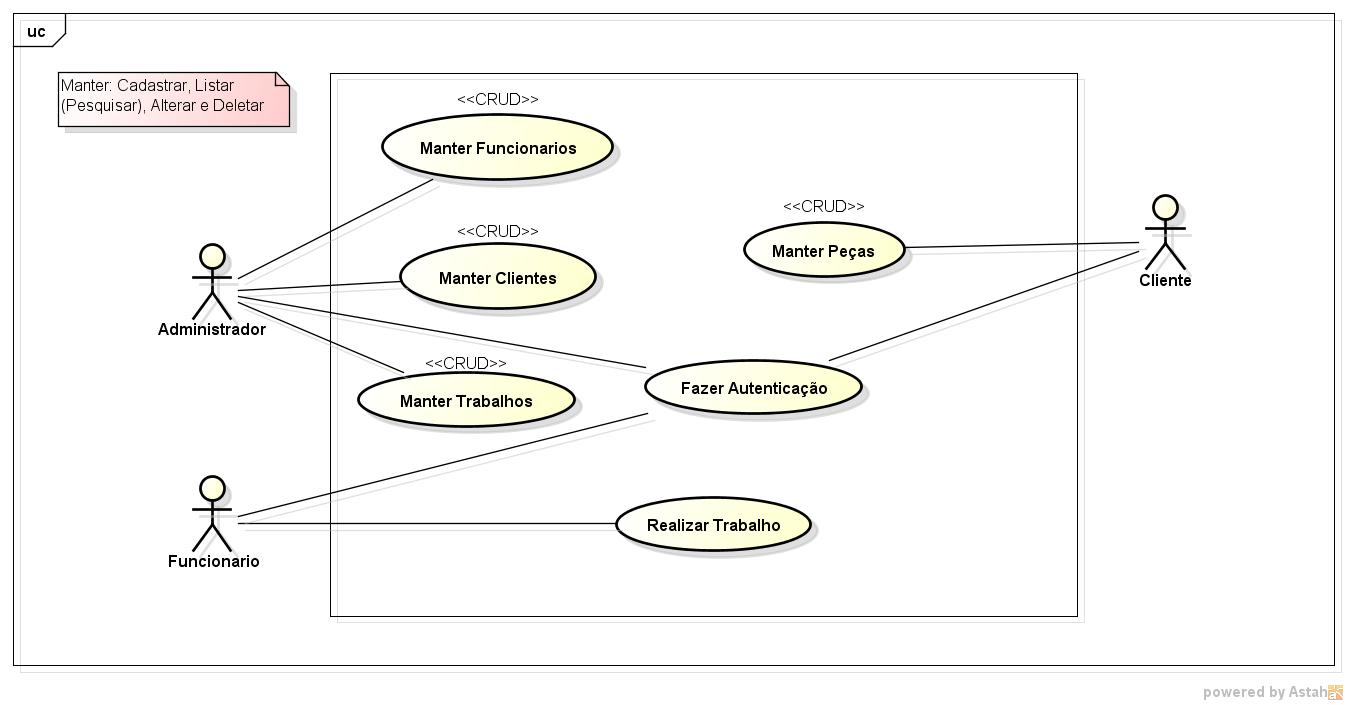 uc
Manter: Cadastrar, Listar
(Pesquisar), Alterar e Deletar
<<CRUD>>
Manter Funcionarios
<<CRUD>>
Manter Peças
<<CRUD>>
Manter Clientes
Cliente
Administrador
<<CRUD>>
Manter Trabalhos
Fazer Autenticação
Realizar Trabalho
Funcionario
powered by Astah